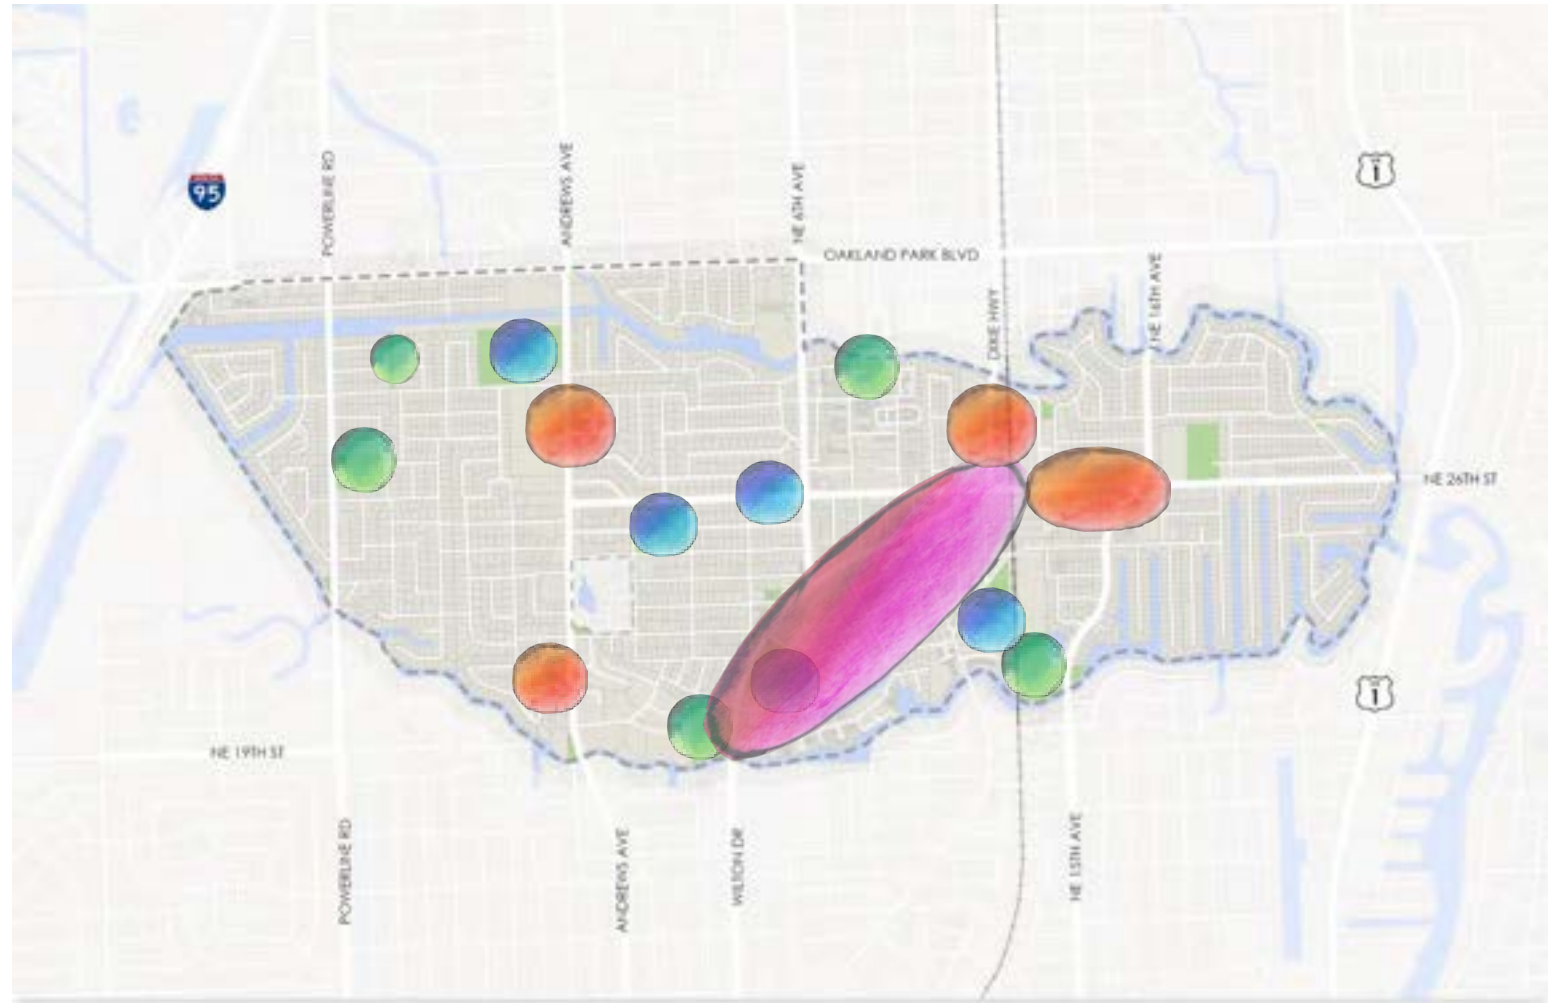 95
POWERLINE RD
ANDREWS AVE
NE 6TH AVE
1
OAKLAND PARK BLVD
DIXIE HWY
NE 16TH AVE
NE 26TH ST
1
NE 19TH ST
POWERLINE RD
ANDREWS AVE
WILTON DR
NE 15TH AVE